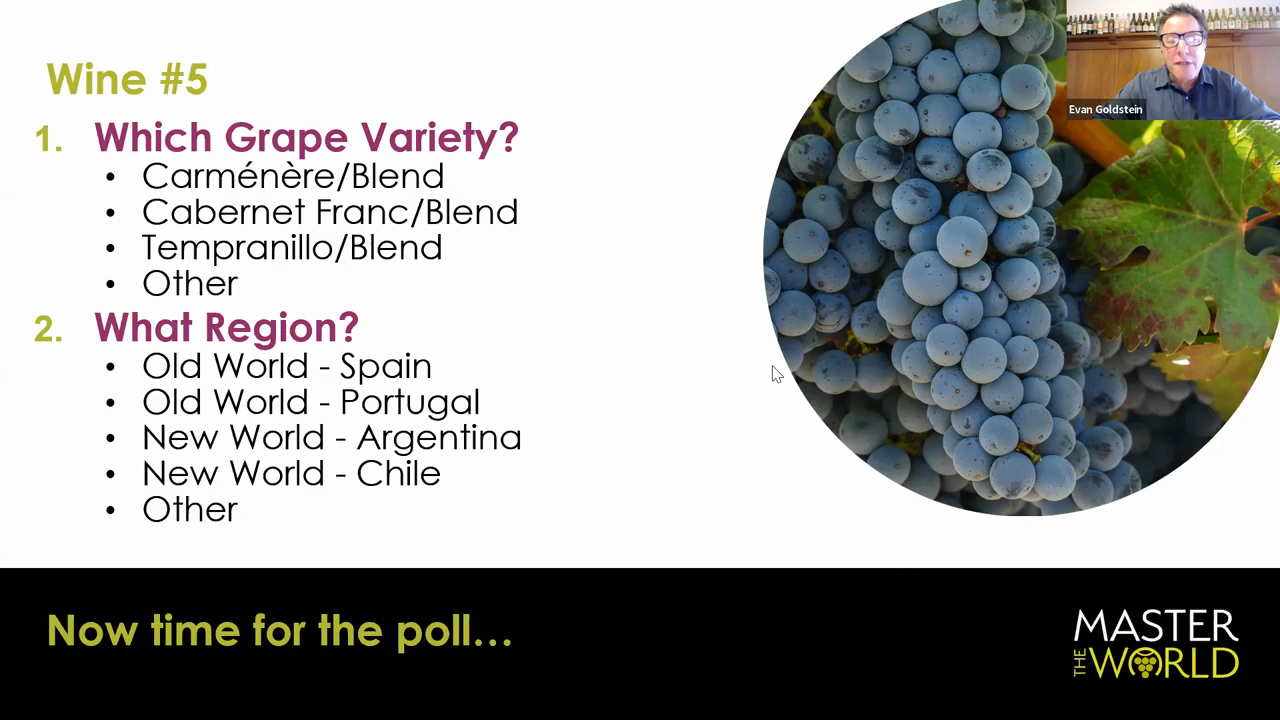 Wine #5
1. Which Grape Variety?
• Carménère/Blend
• Cabernet Franc/Blend
• Tempranillo/Blend
• Other
2. What Region?
• Old World - Spain
• Old World - Portugal
• New World - Argentina
• New World - Chile
• Other
Evan Goldstein
Now time for the poll...
MASTER
THE WORLD